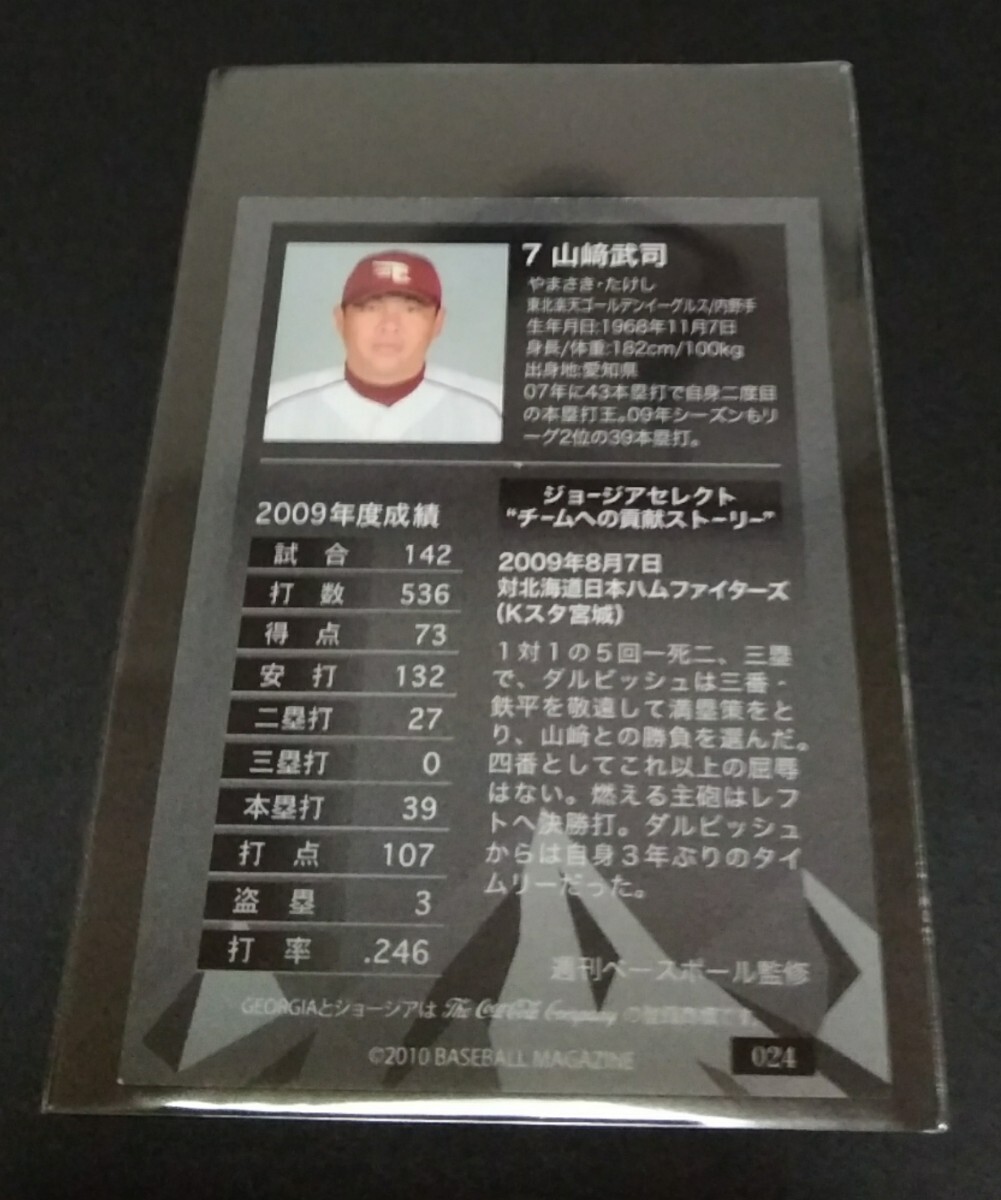 7 山﨑武司
やまさき・たけし
東北楽天ゴールデンイーグルス/内野手
生年月日:1968年11月7日
身長/体重:182cm/100kg
出身地:愛知県
07年に43本塁打で自身二度目
の本塁打王。09年シーズンもリ
ーグ2位の39本塁打。
2009年度成績
試合 142
打数 536
得点 73
安打 132
二塁打 27
三塁打 0
本塁打 39
打点 107
盗塁 3
打率 .246
ジョージアセレクト
“チームへの貢献ストーリー”
2009年8月7日
対北海道日本ハムファイターズ
(Kスタ宮城)
1対1の5回一死二、三塁
で、ダルビッシュは三番・
鉄平を敬遠して満塁策をと
り、山﨑との勝負を選んだ。
四番としてこれ以上の屈辱
はない。燃える主砲はレフ
トへ決勝打。ダルビッシュ
からは自身3年ぶりのタイ
ムリーだった。
週刊ベースボール監修
GEORGIAとジョージアは The Coca-Cola Company の登録商標です。
©2010 BASEBALL MAGAZINE
024